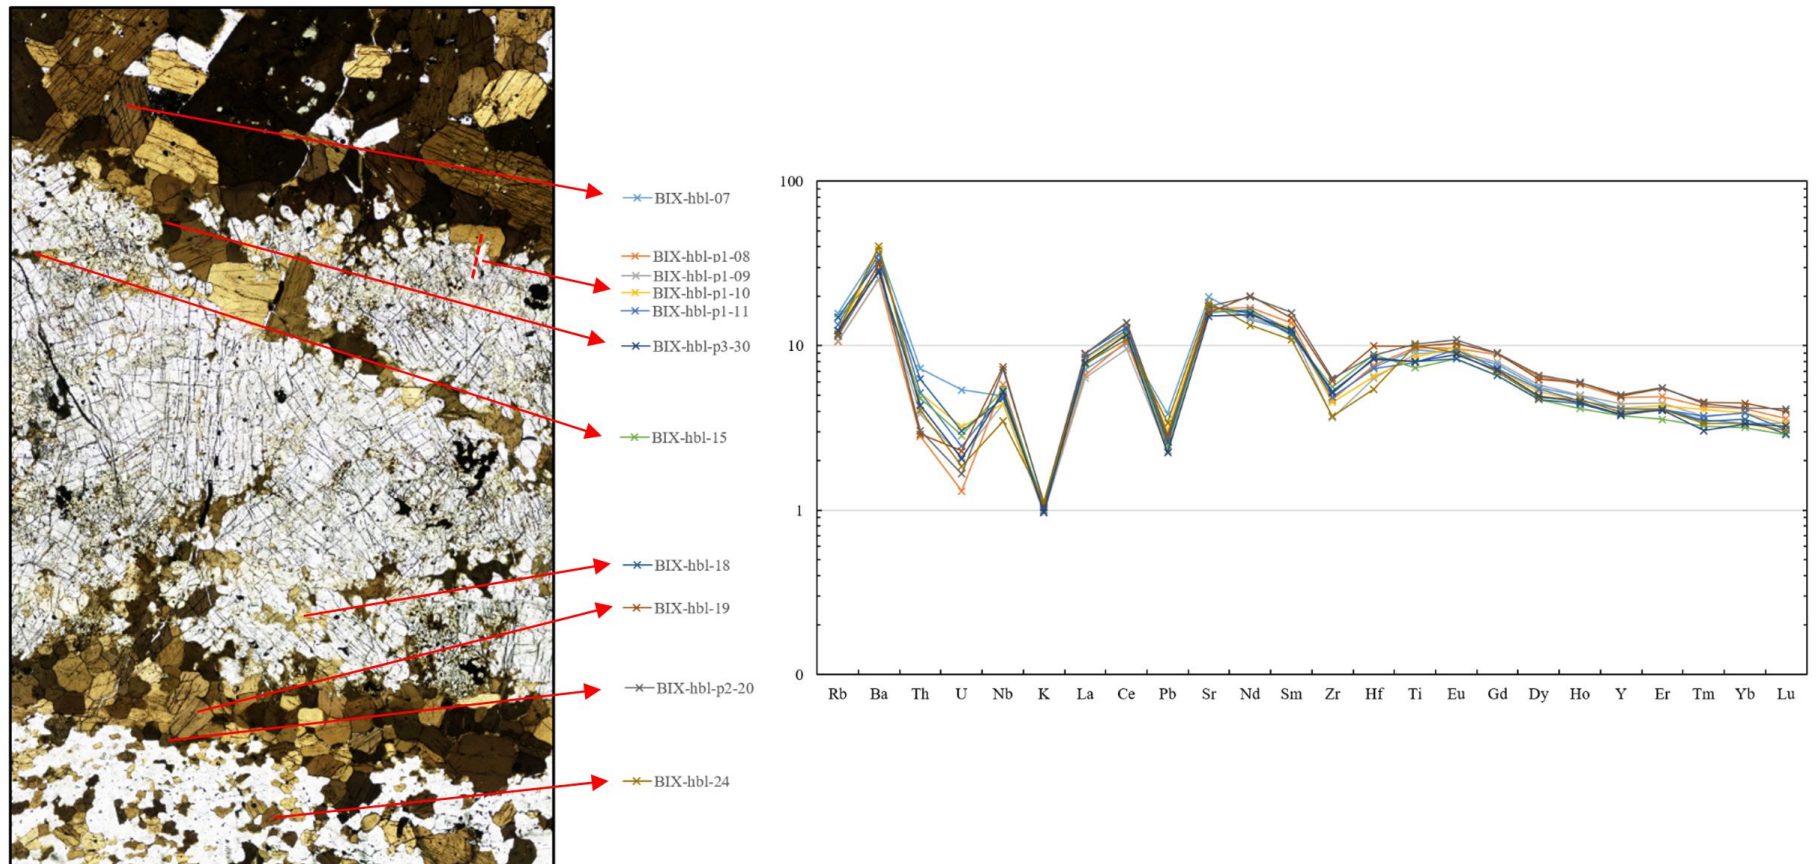 BIX-hbl-07
BIX-hbl-p1-08
BIX-hbl-p1-09
BIX-hbl-p1-10
BIX-hbl-p1-11
BIX-hbl-p3-30
BIX-hbl-15
BIX-hbl-18
BIX-hbl-19
BIX-hbl-p2-20
BIX-hbl-24
100
10
1
0
Rb Ba Th U Nb K La Ce Pb Sr Nd Sm Zr Hf Ti Eu Gd Dy Ho Y Er Tm Yb Lu